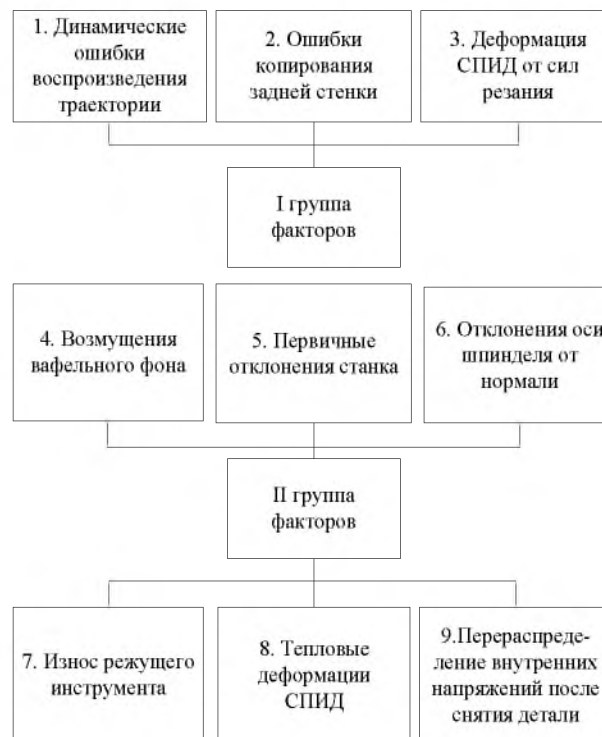 1. Динамические
ошибки
воспроизведения
траектории
2. Ошибки
копирования
задней стенки
3. Деформация
СПИД от сил
резания
I группа
факторов
4. Возмущения
вафельного фона
5. Первичные
отклонения станка
6. Отклонения оси
шпинделя от
нормали
II группа
факторов
7. Износ режущего
инструмента
8. Тепловые
деформации
СПИД
9.Перераспреде-
ление внутренних
напряжений после
снятия детали